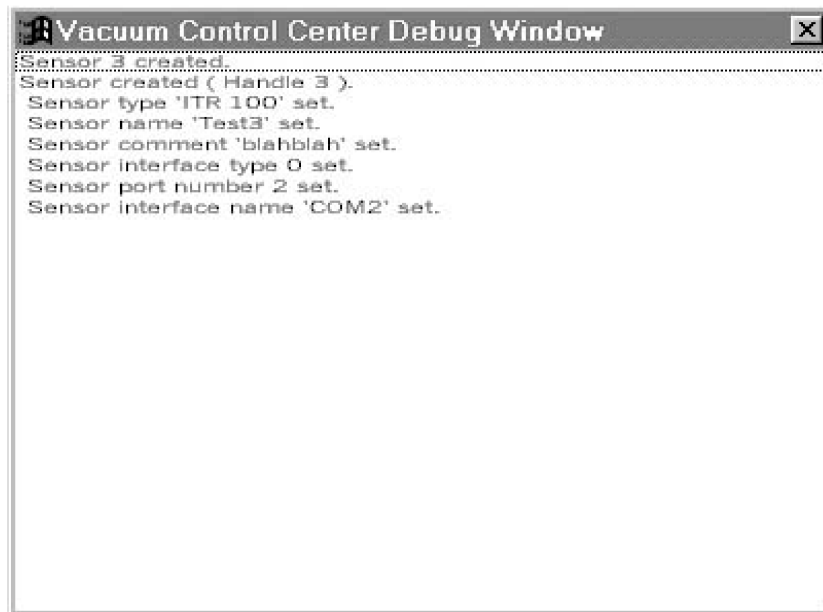 Vacuum Control Center Debug Window
Sensor 3 created.
Sensor created ( Handle 3 ).
Sensor type 'ITR 100' set.
Sensor name 'Test3' set.
Sensor comment 'blahblah' set.
Sensor interface type 0 set.
Sensor port number 2 set.
Sensor interface name 'COM2' set.